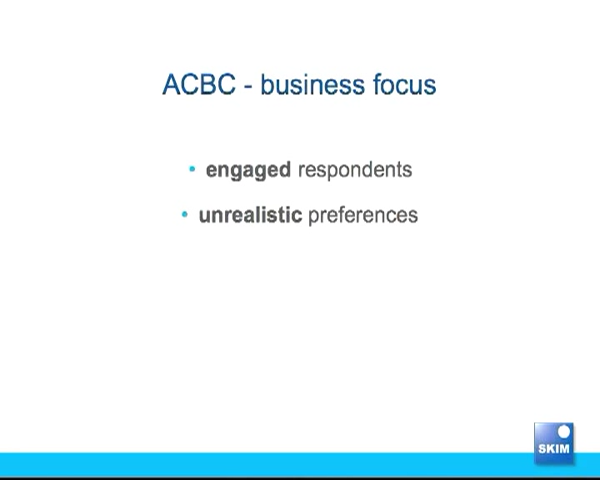 ACBC - business focus
• engaged respondents
• unrealistic preferences
SKIM